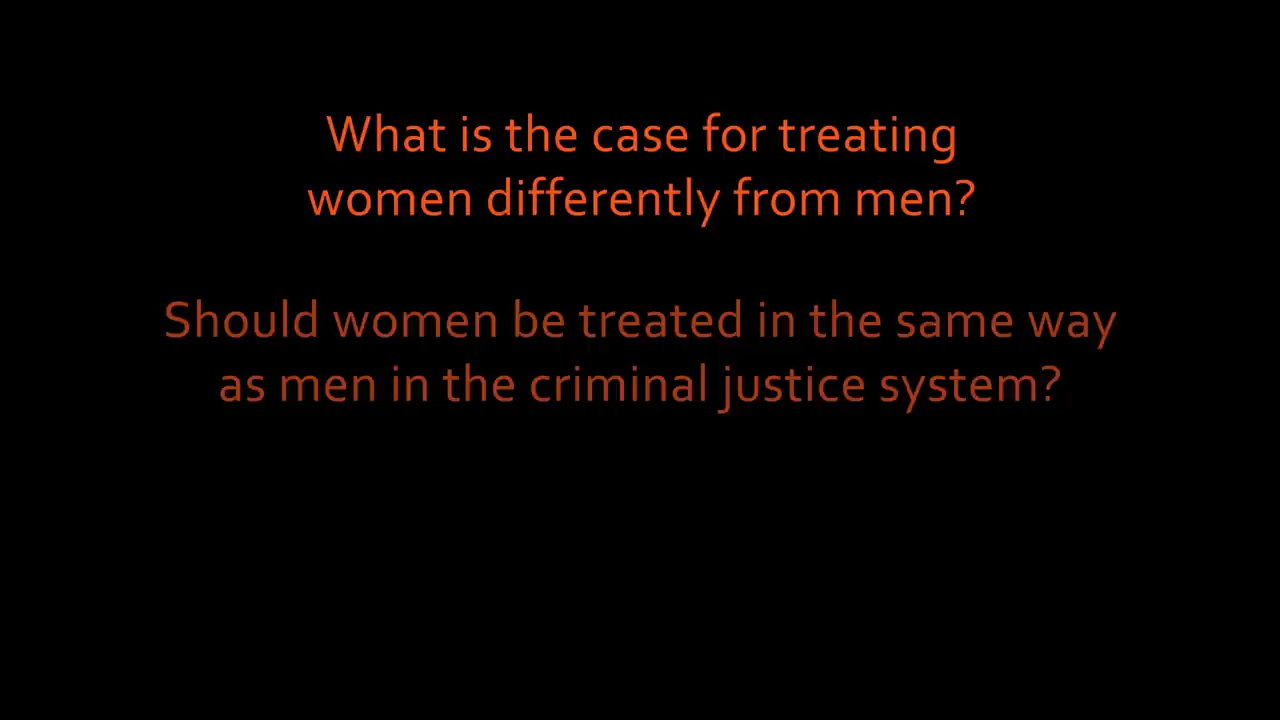 What is the case for treating
women differently from men?
Should women be treated in the same way
as men in the criminal justice system?